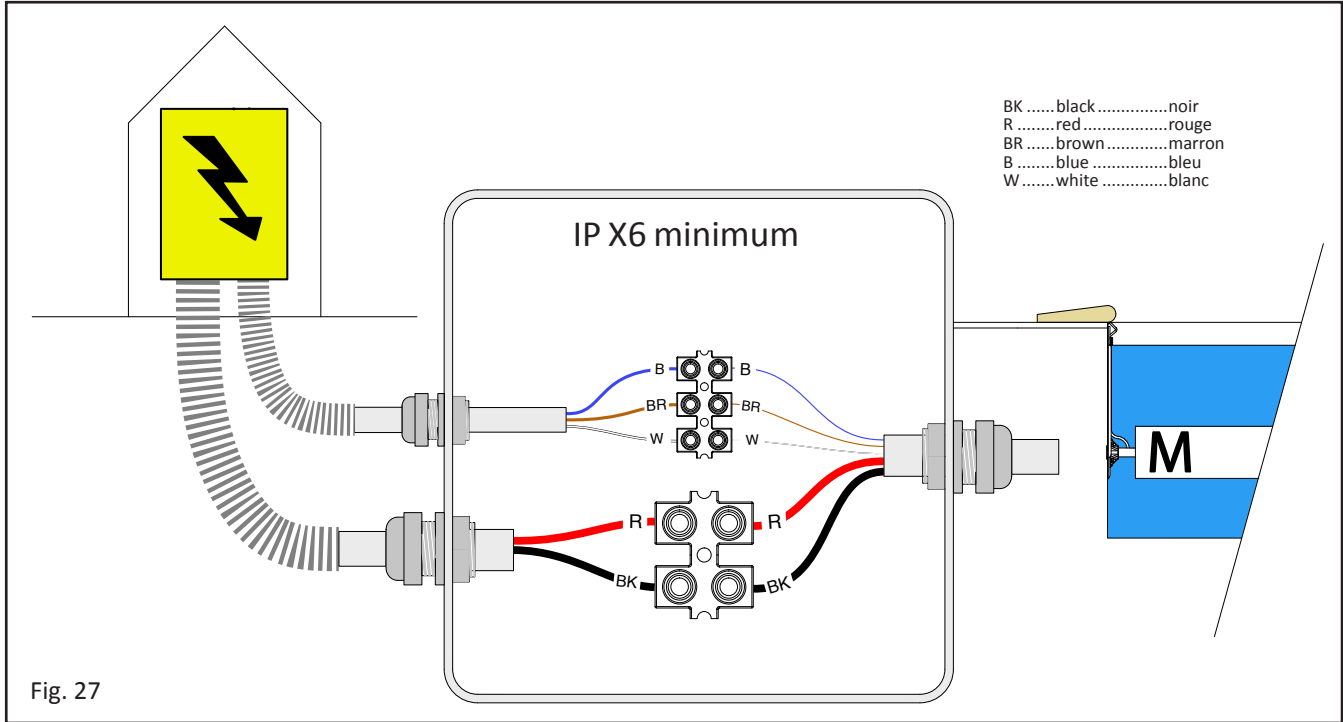 BK ......black...............noir
R ........red..................rouge
BR ......brown.............marron
B ........blue ...............bleu
W.......white ..............blanc
IP X6 minimum
B B
BR BR
W W
M
R R
BK BK
Fig. 27